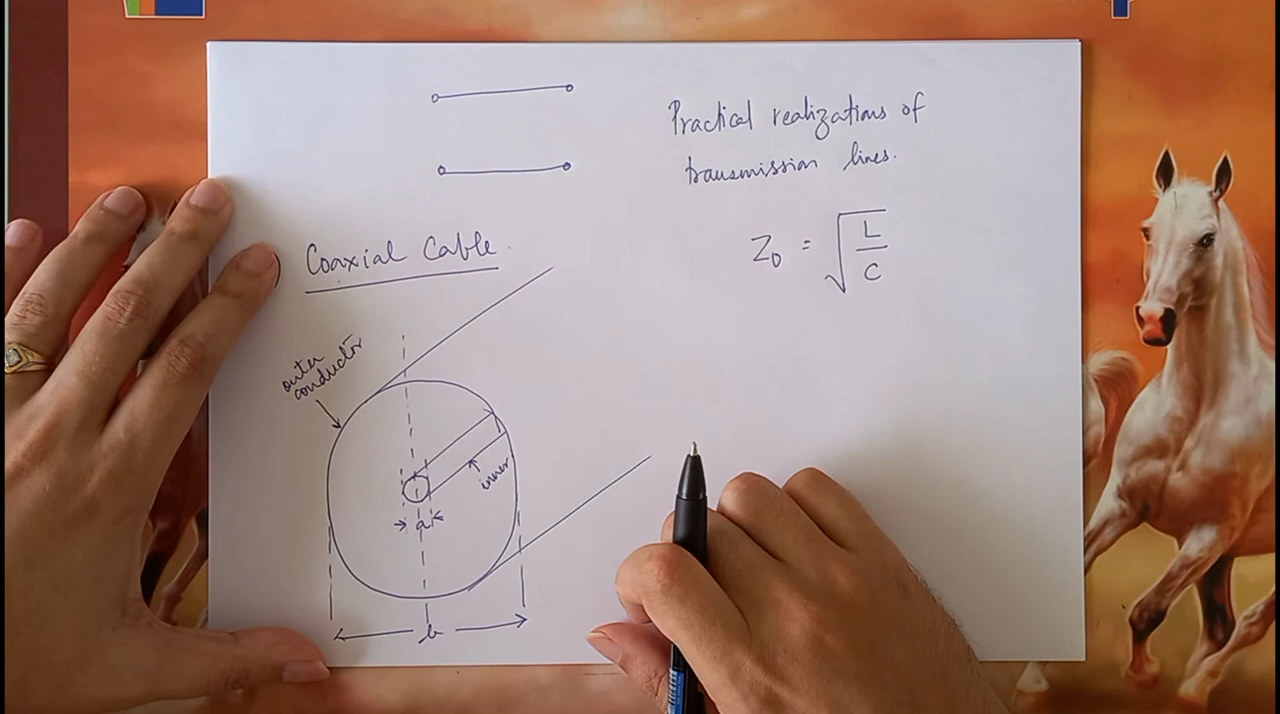 Practical realizations of
transmission lines.
Z₀ = √(L/C)
Coaxial Cable.
outer
conductor
inner
a
b